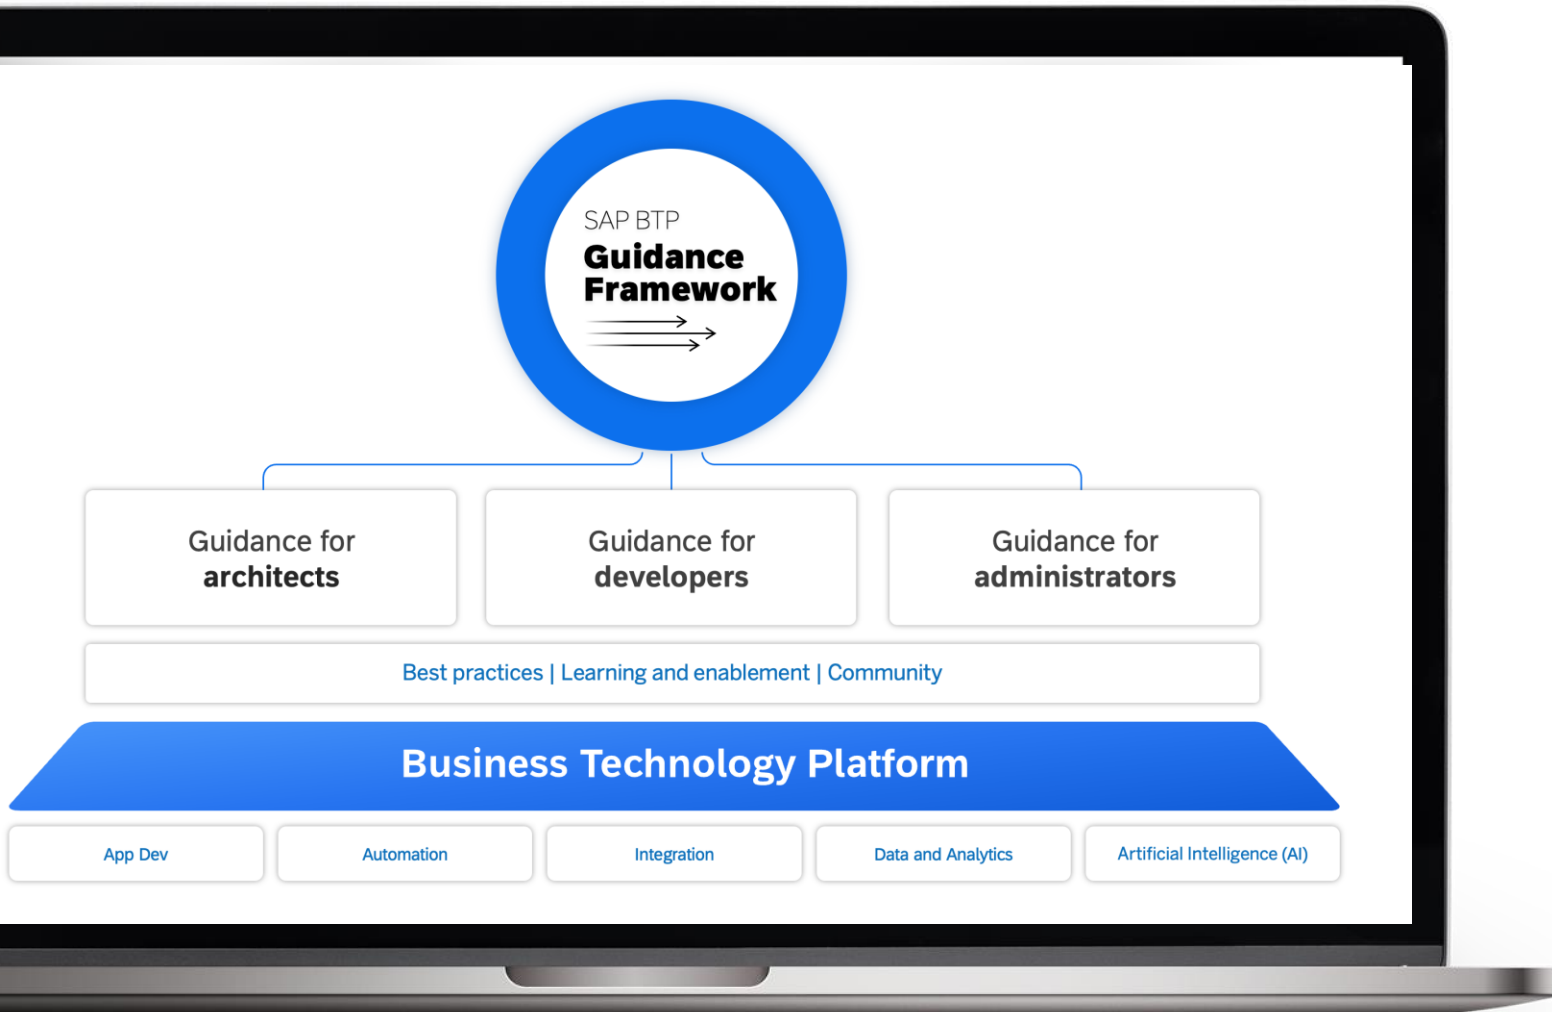 SAP BTP
Guidance
Framework
Guidance for
architects
Guidance for
developers
Guidance for
administrators
Best practices | Learning and enablement | Community
Business Technology Platform
App Dev
Automation
Integration
Data and Analytics
Artificial Intelligence (AI)